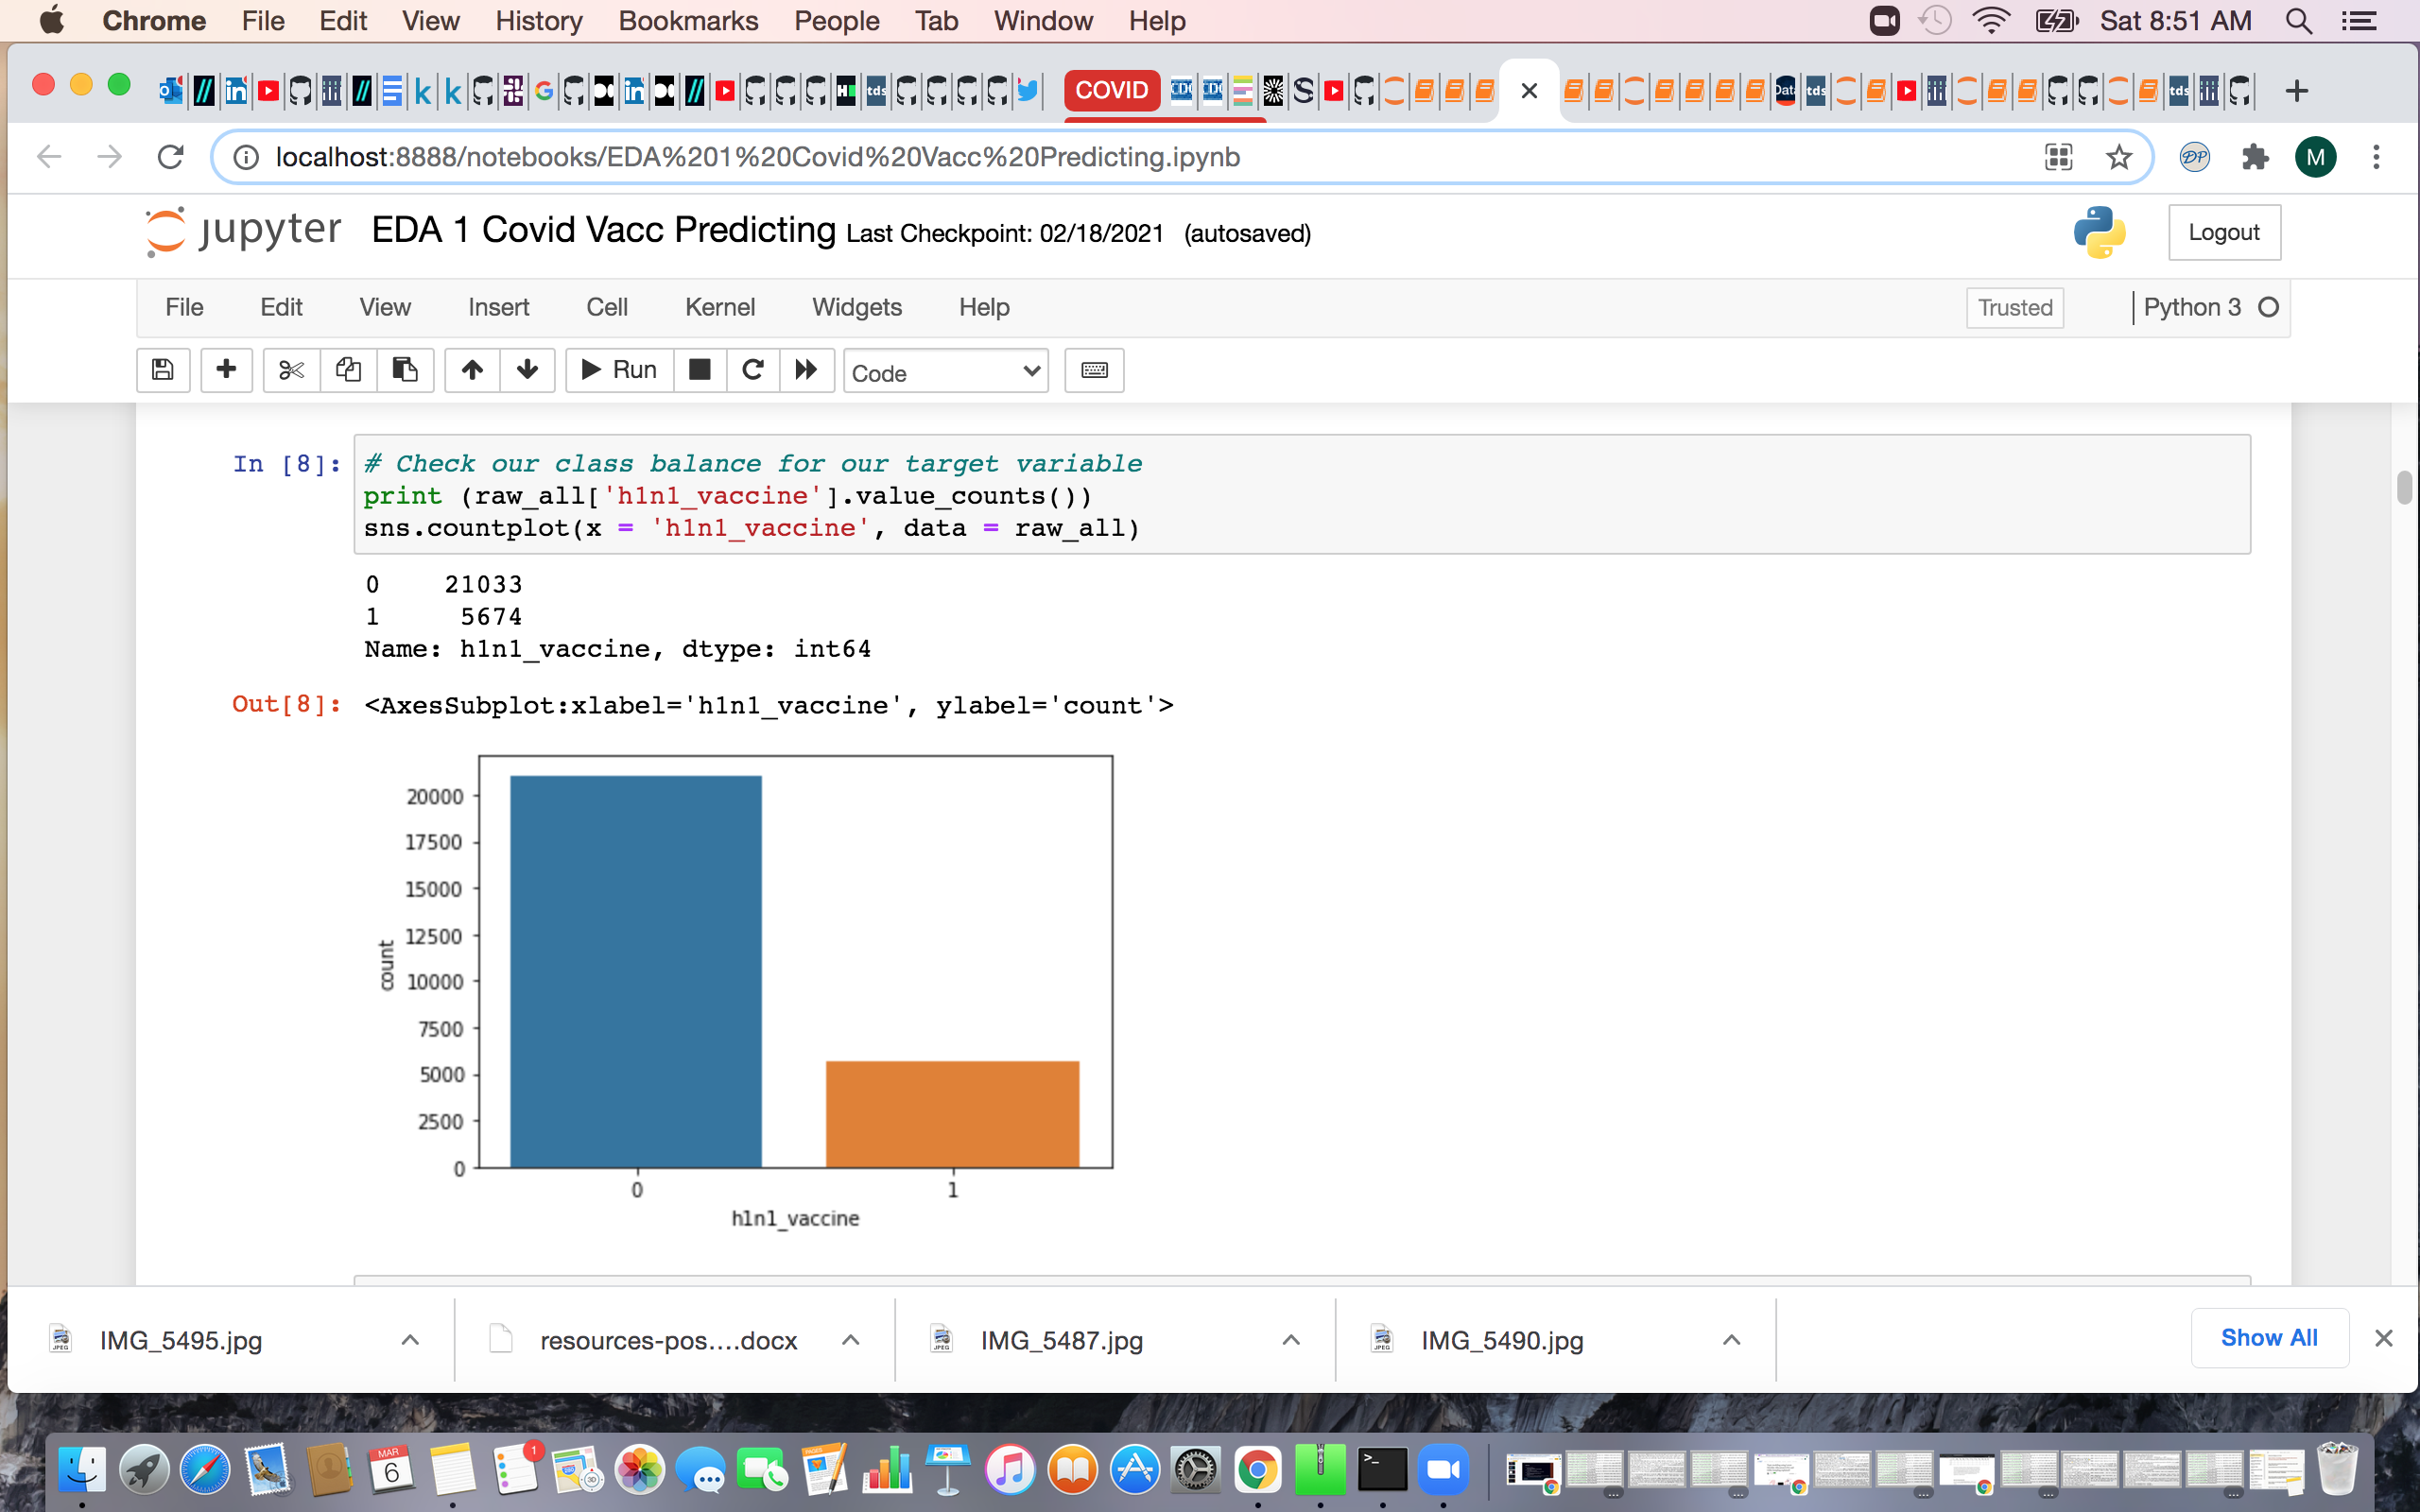 Chrome File Edit View History Bookmarks People Tab Window Help Sat 8:51 AM
COVID
localhost:8888/notebooks/EDA%201%20Covid%20Vacc%20Predicting.ipynb M
jupyter EDA 1 Covid Vacc Predicting Last Checkpoint: 02/18/2021 (autosaved) Logout
File Edit View Insert Cell Kernel Widgets Help Trusted Python 3
Run Code
In [8]: # Check our class balance for our target variable
print (raw_all['h1n1_vaccine'].value_counts())
sns.countplot(x = 'h1n1_vaccine', data = raw_all)
0 21033
1 5674
Name: h1n1_vaccine, dtype: int64
Out[8]: <AxesSubplot:xlabel='h1n1_vaccine', ylabel='count'>
20000
17500
15000
12500
10000
7500
5000
2500
0
count
0 1
h1n1_vaccine
IMG_5495.jpg resources-pos....docx IMG_5487.jpg IMG_5490.jpg Show All
MAR
6
1